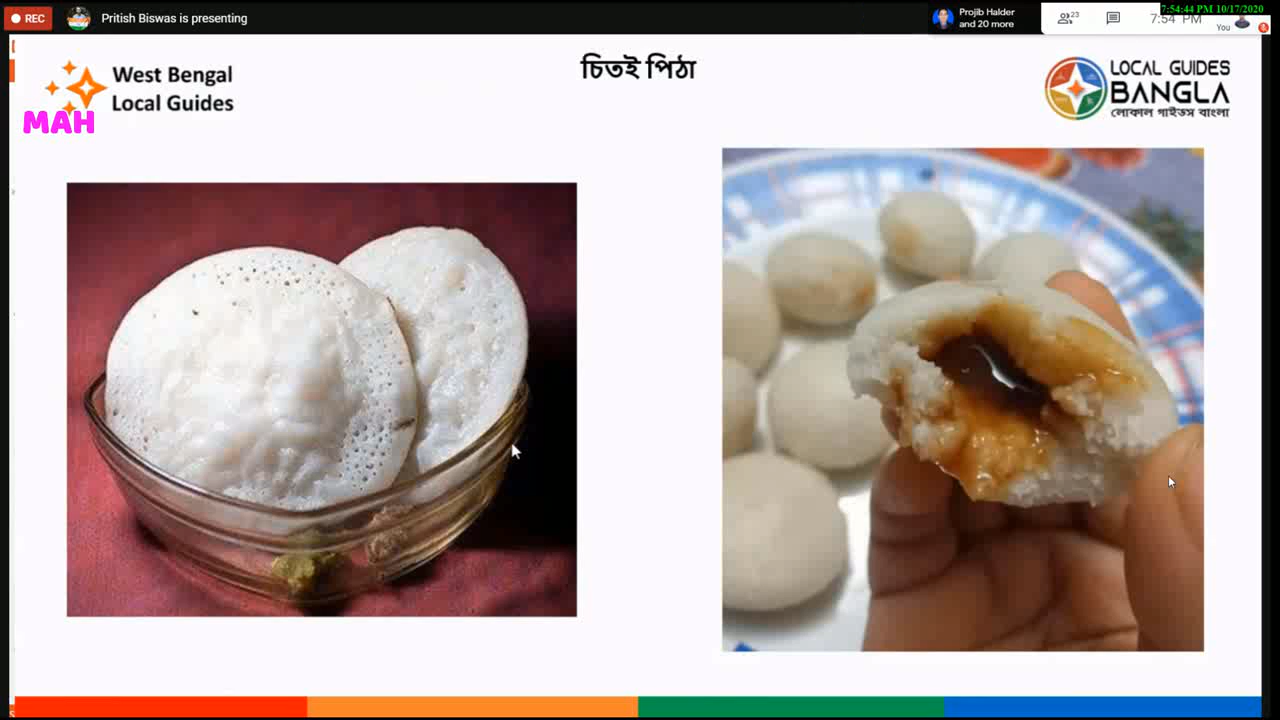 REC
Pritish Biswas is presenting
Projib Halder
and 20 more
23
7:54:44 PM 10/17/2020
7:54 PM
You
West Bengal
Local Guides
MAH
চিতই পিঠা
LOCAL GUIDES
BANGLA
লোকাল গাইডস বাংলা